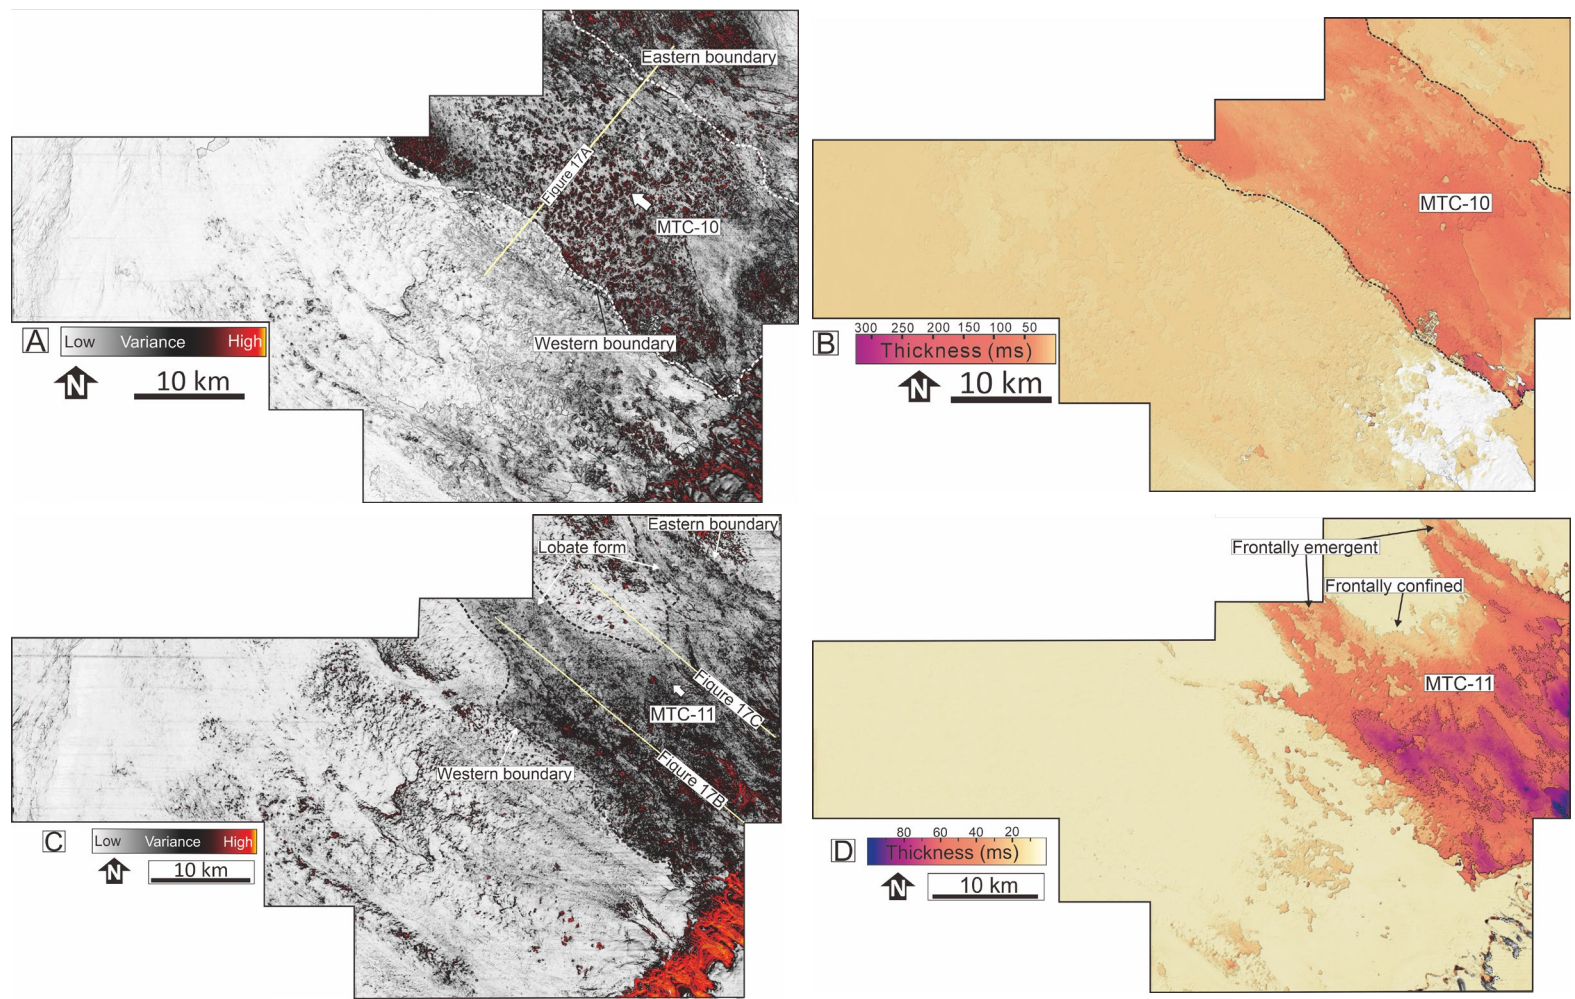 Eastern boundary
Figure 17A
MTC-10
Western boundary
A
Low Variance High
N
10 km
MTC-10
B
300 250 200 150 100 50
Thickness (ms)
N
10 km
Eastern boundary
Lobate form
Figure 17C
MTC-11
Western boundary
Figure 17B
C
Low Variance High
N
10 km
Frontally emergent
Frontally confined
MTC-11
D
80 60 40 20
Thickness (ms)
N
10 km